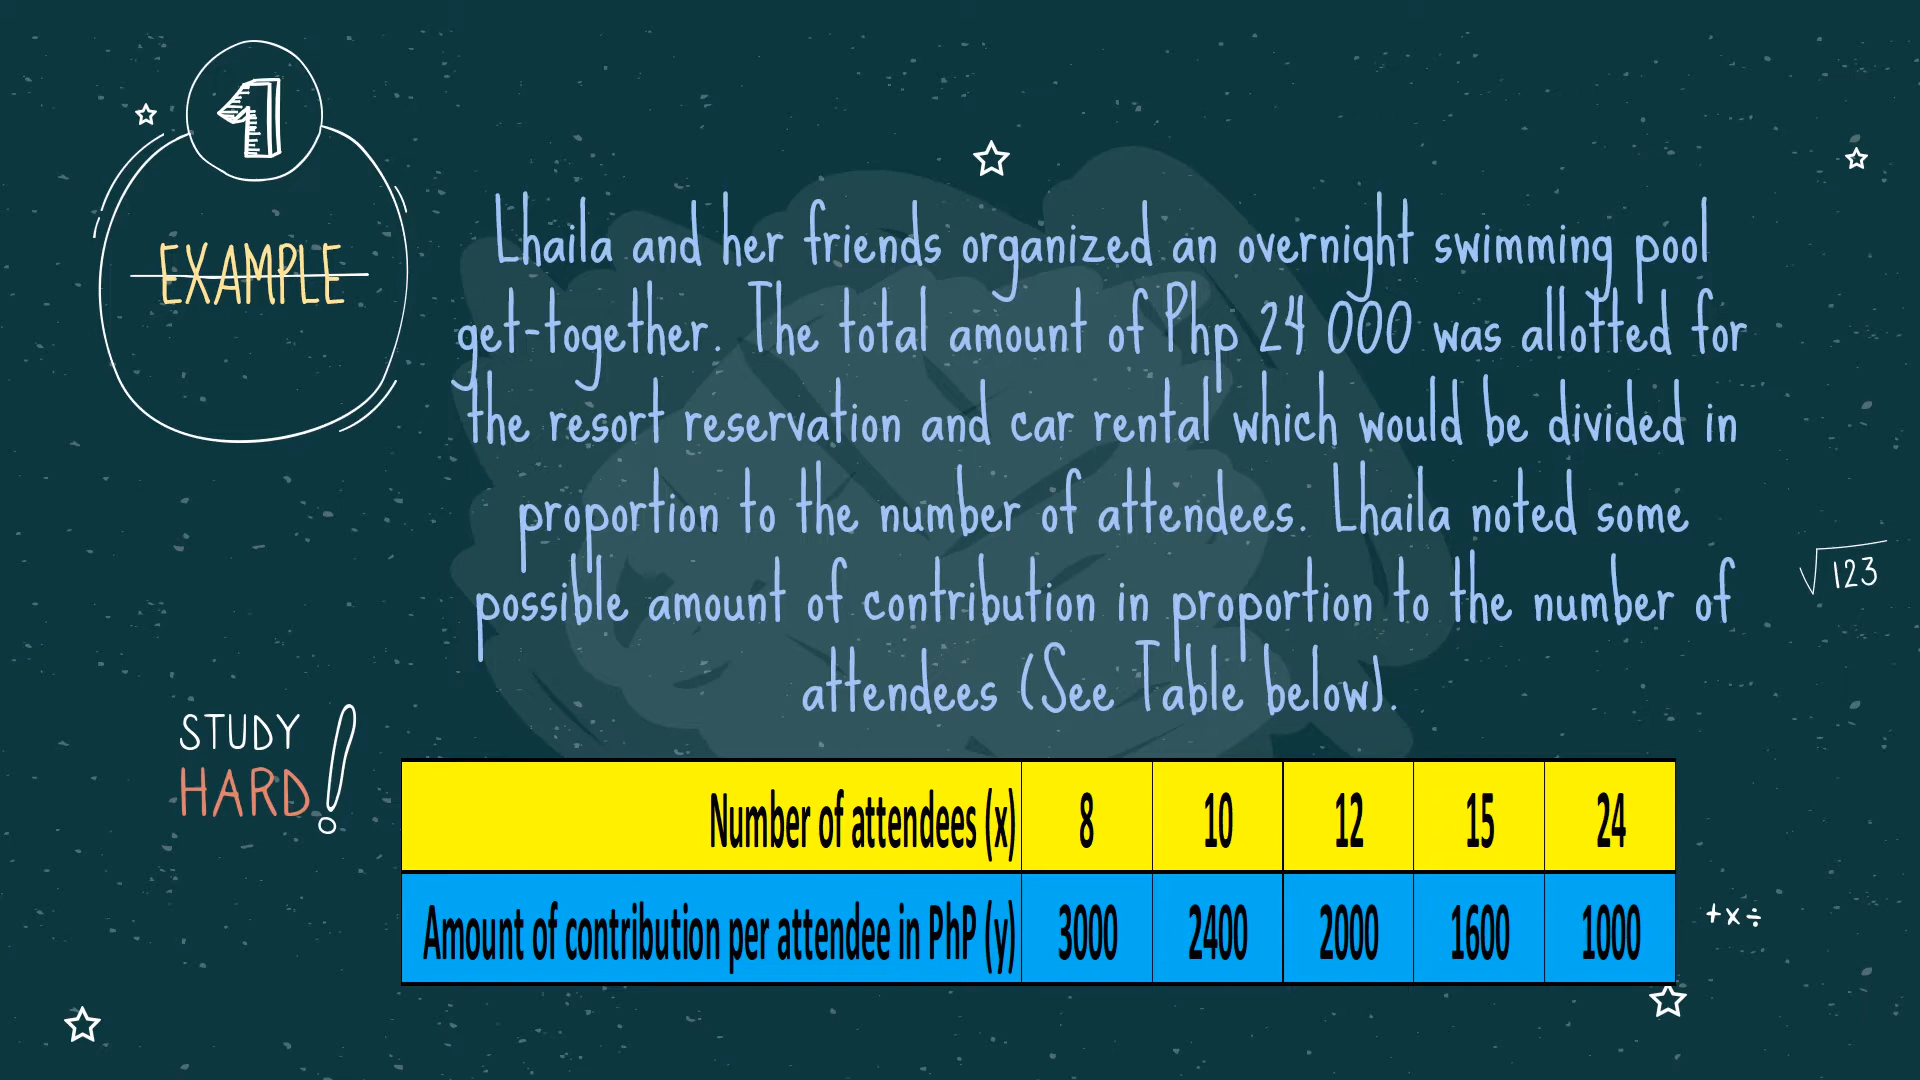 1
EXAMPLE
Lhaila and her friends organized an overnight swimming pool
get-together. The total amount of Php 24 000 was allotted for
the resort reservation and car rental which would be divided in
proportion to the number of attendees. Lhaila noted some
possible amount of contribution in proportion to the number of
attendees (See Table below).
√123
STUDY
HARD!
Number of attendees (x) 8 10 12 15 24
Amount of contribution per attendee in PhP (y) 3000 2400 2000 1600 1000
+x÷